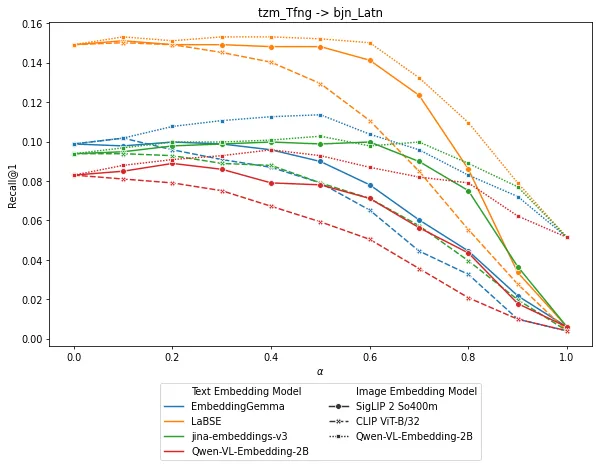 tzm_Tfng -> bjn_Latn
Recall@1
0.16
0.14
0.12
0.10
0.08
0.06
0.04
0.02
0.00
0.0 0.2 0.4 0.6 0.8 1.0
α
Text Embedding Model
EmbeddingGemma
LaBSE
jina-embeddings-v3
Qwen-VL-Embedding-2B
Image Embedding Model
SigLIP 2 So400m
CLIP ViT-B/32
Qwen-VL-Embedding-2B